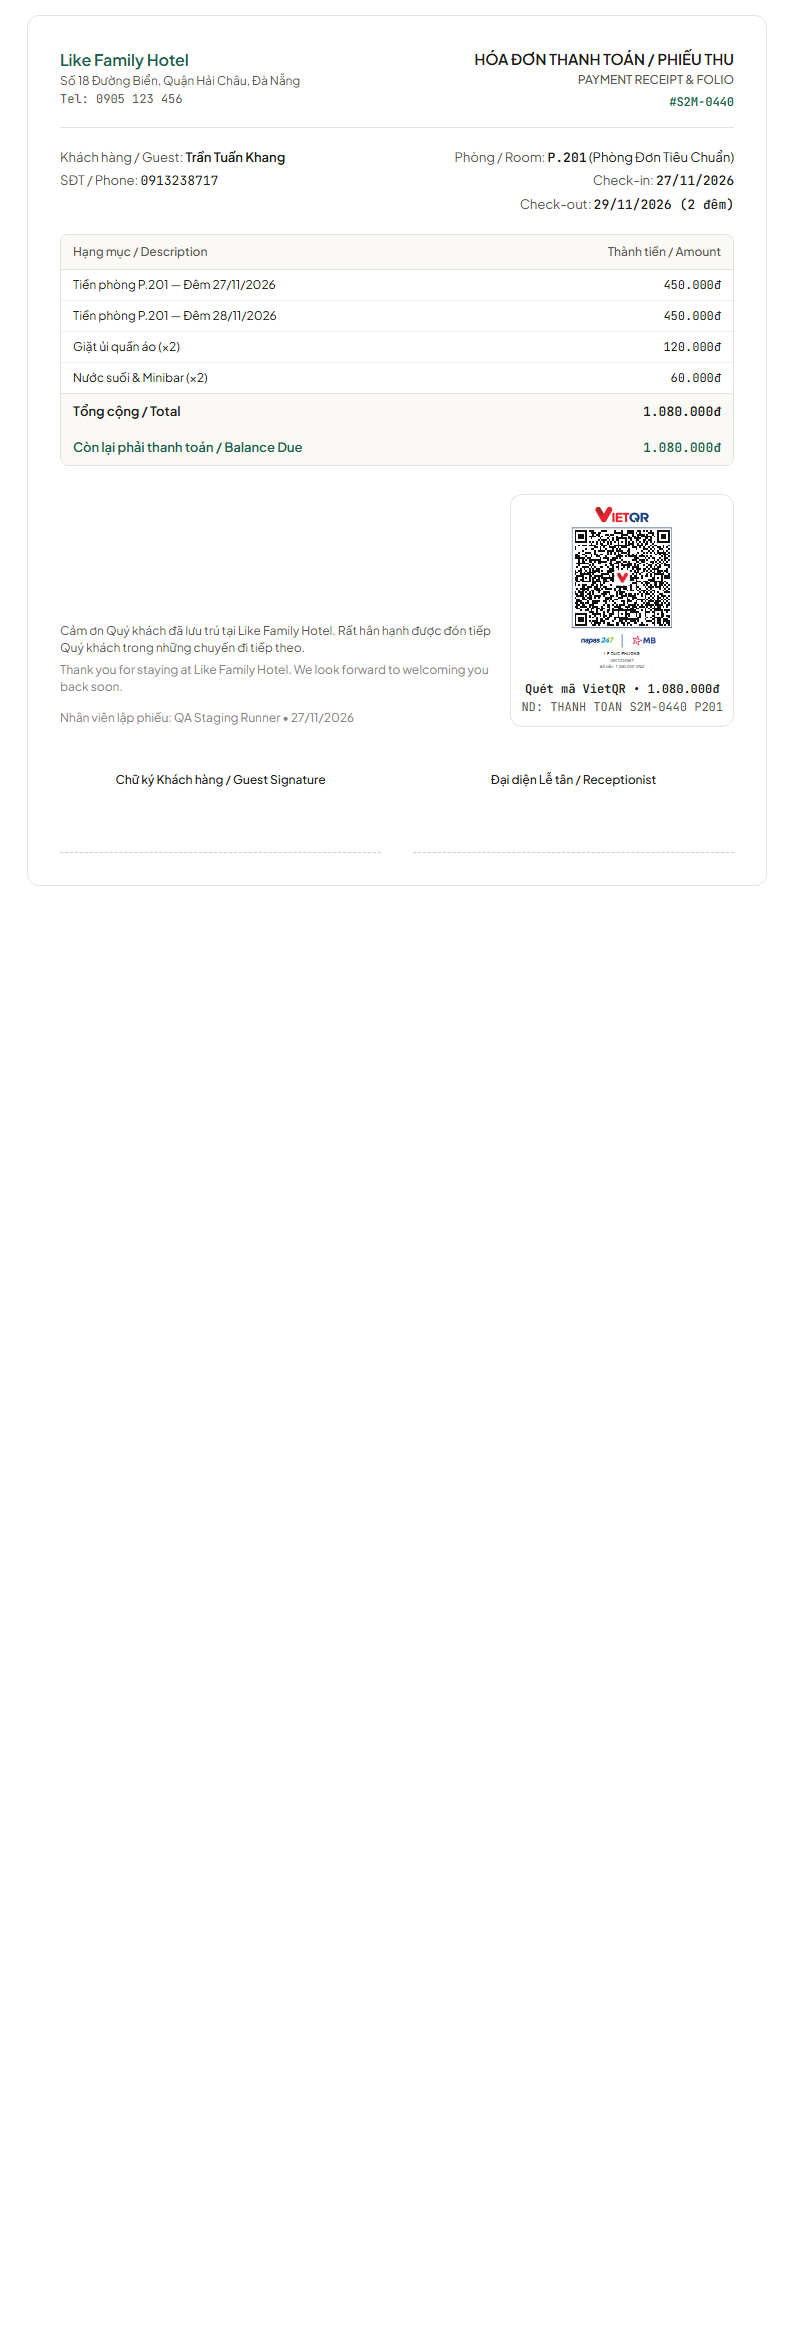 Like Family Hotel
Số 18 Đường Biển, Quận Hải Châu, Đà Nẵng
Tel: 0905 123 456
HÓA ĐƠN THANH TOÁN / PHIẾU THU
PAYMENT RECEIPT & FOLIO
#S2M-0440
Khách hàng / Guest: Trần Tuấn Khang
SĐT / Phone: 0913238717
Phòng / Room: P.201 (Phòng Đơn Tiêu Chuẩn)
Check-in: 27/11/2026
Check-out: 29/11/2026 (2 đêm)
Hạng mục / Description Thành tiền / Amount
Tiền phòng P.201 — Đêm 27/11/2026 450.000đ
Tiền phòng P.201 — Đêm 28/11/2026 450.000đ
Giặt ủi quần áo (×2) 120.000đ
Nước suối & Minibar (×2) 60.000đ
Tổng cộng / Total 1.080.000đ
Còn lại phải thanh toán / Balance Due 1.080.000đ
VIETQR
napas 247 MB
Quét mã VietQR • 1.080.000đ
ND: THANH TOAN S2M-0440 P201
Cảm ơn Quý khách đã lưu trú tại Like Family Hotel. Rất hân hạnh được đón tiếp
Quý khách trong những chuyến đi tiếp theo.
Thank you for staying at Like Family Hotel. We look forward to welcoming you
back soon.
Nhân viên lập phiếu: QA Staging Runner • 27/11/2026
Chữ ký Khách hàng / Guest Signature
Đại diện Lễ tân / Receptionist